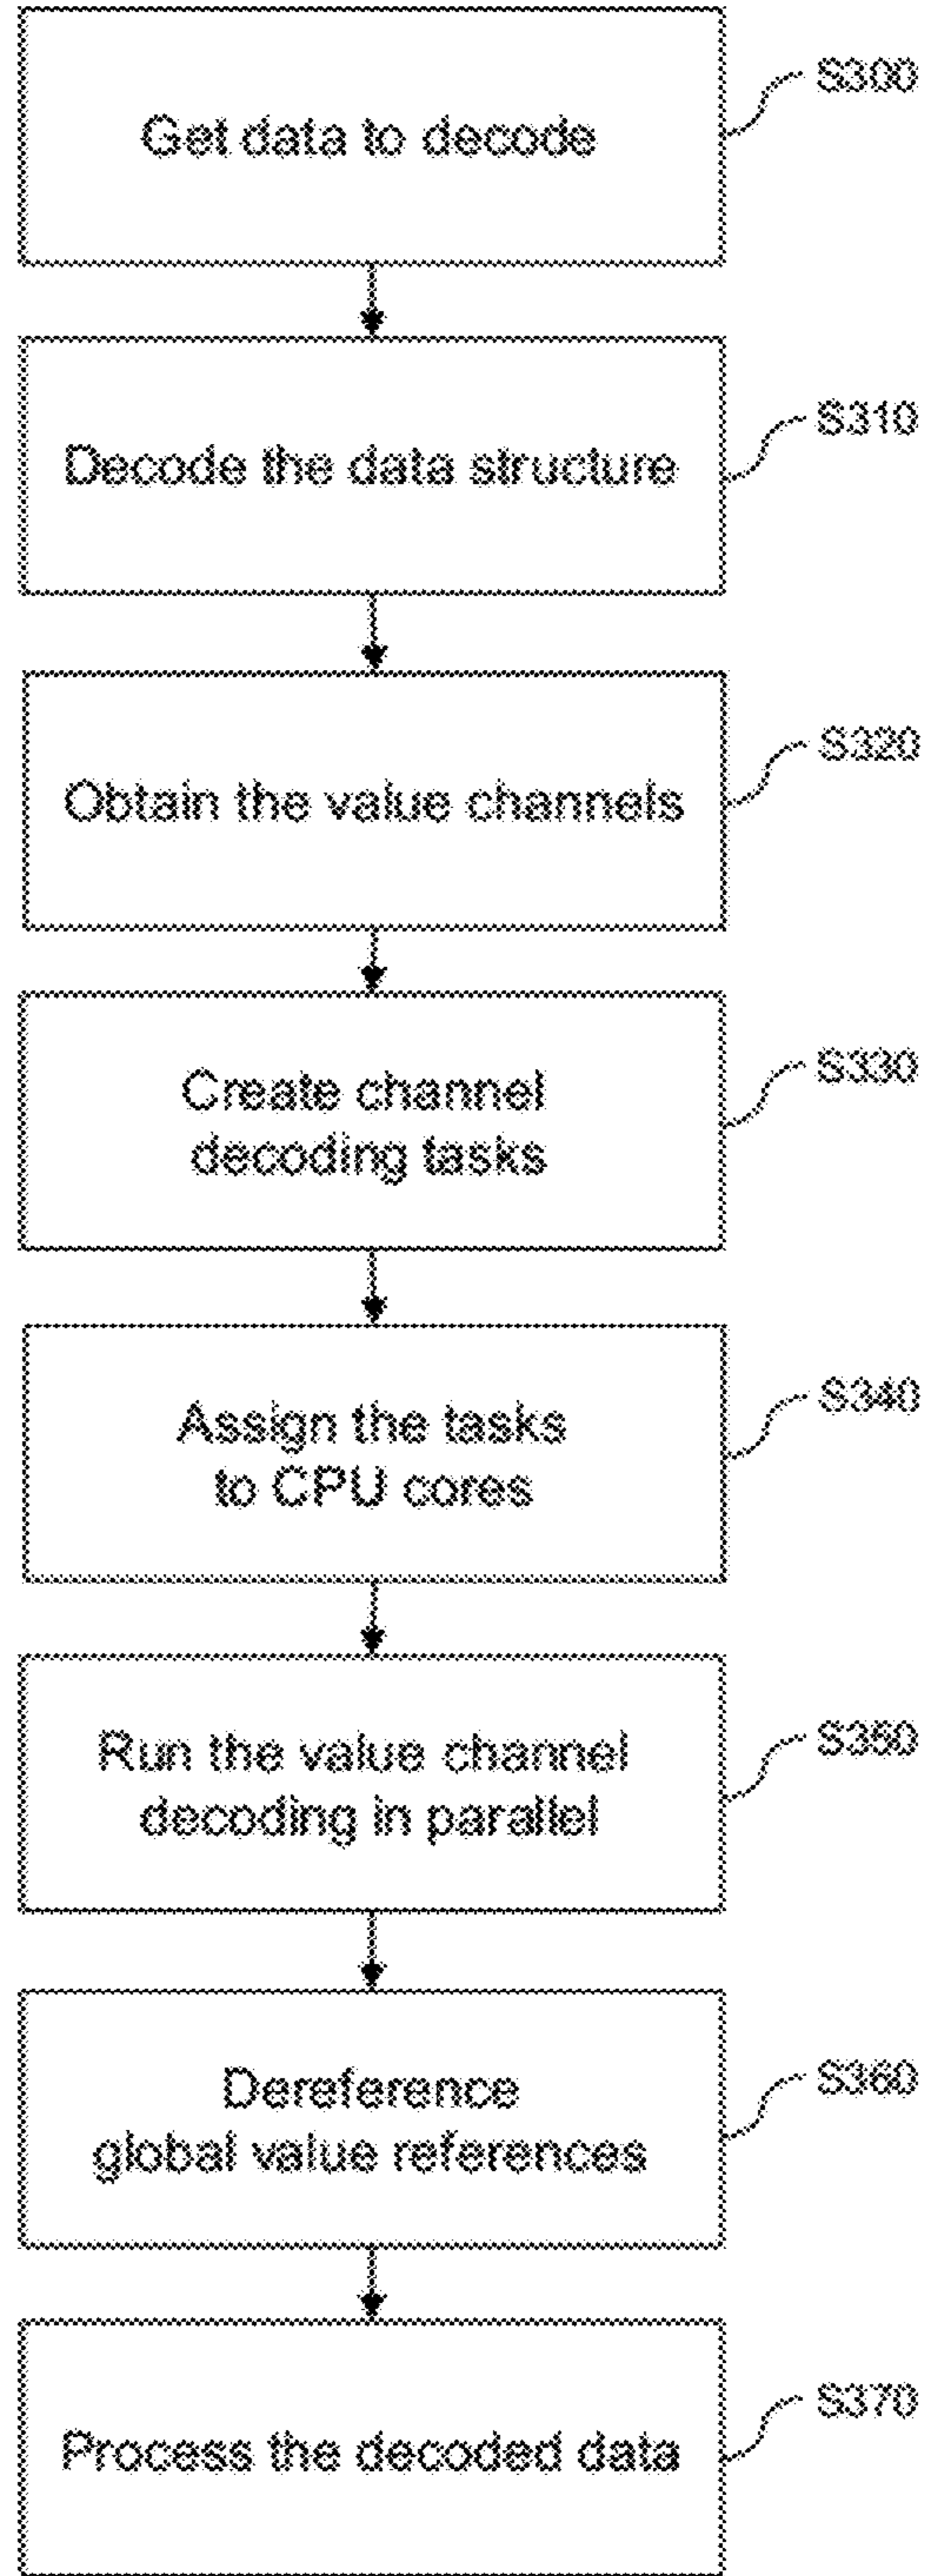 Get data to decode
S300
Decode the data structure
S310
Obtain the value channels
S320
Create channel
decoding tasks
S330
Assign the tasks
to CPU cores
S340
Run the value channel
decoding in parallel
S350
Dereference
global value references
S360
Process the decoded data
S370